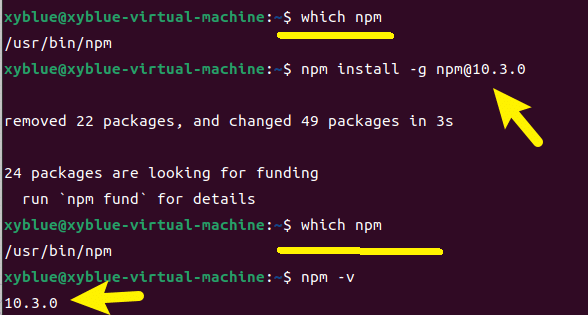 xyblue@xyblue-virtual-machine:~$ which npm
/usr/bin/npm
xyblue@xyblue-virtual-machine:~$ npm install -g npm@10.3.0
removed 22 packages, and changed 49 packages in 3s
24 packages are looking for funding
  run `npm fund` for details
xyblue@xyblue-virtual-machine:~$ which npm
/usr/bin/npm
xyblue@xyblue-virtual-machine:~$ npm -v
10.3.0